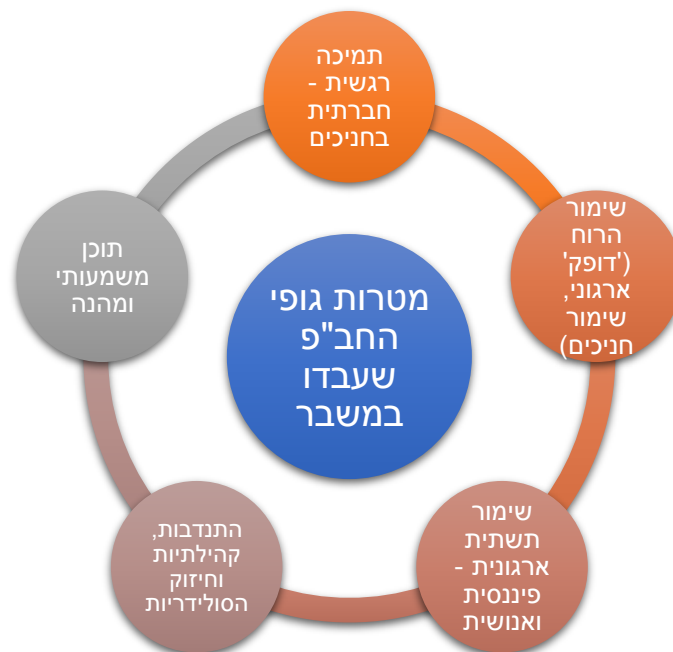 תמיכה
רגשית -
חברתית
בחניכים
שימור
הרוח
('דופק'
ארגוני,
שימור
חניכים)
שימור
תשתית
ארגונית -
פיננסית
ואנושית
התנדבות,
קהילתיות
וחיזוק
הסולידריות
תוכן
משמעותי
ומהנה
מטרות גופי
החב"פ
שעבדו
במשבר